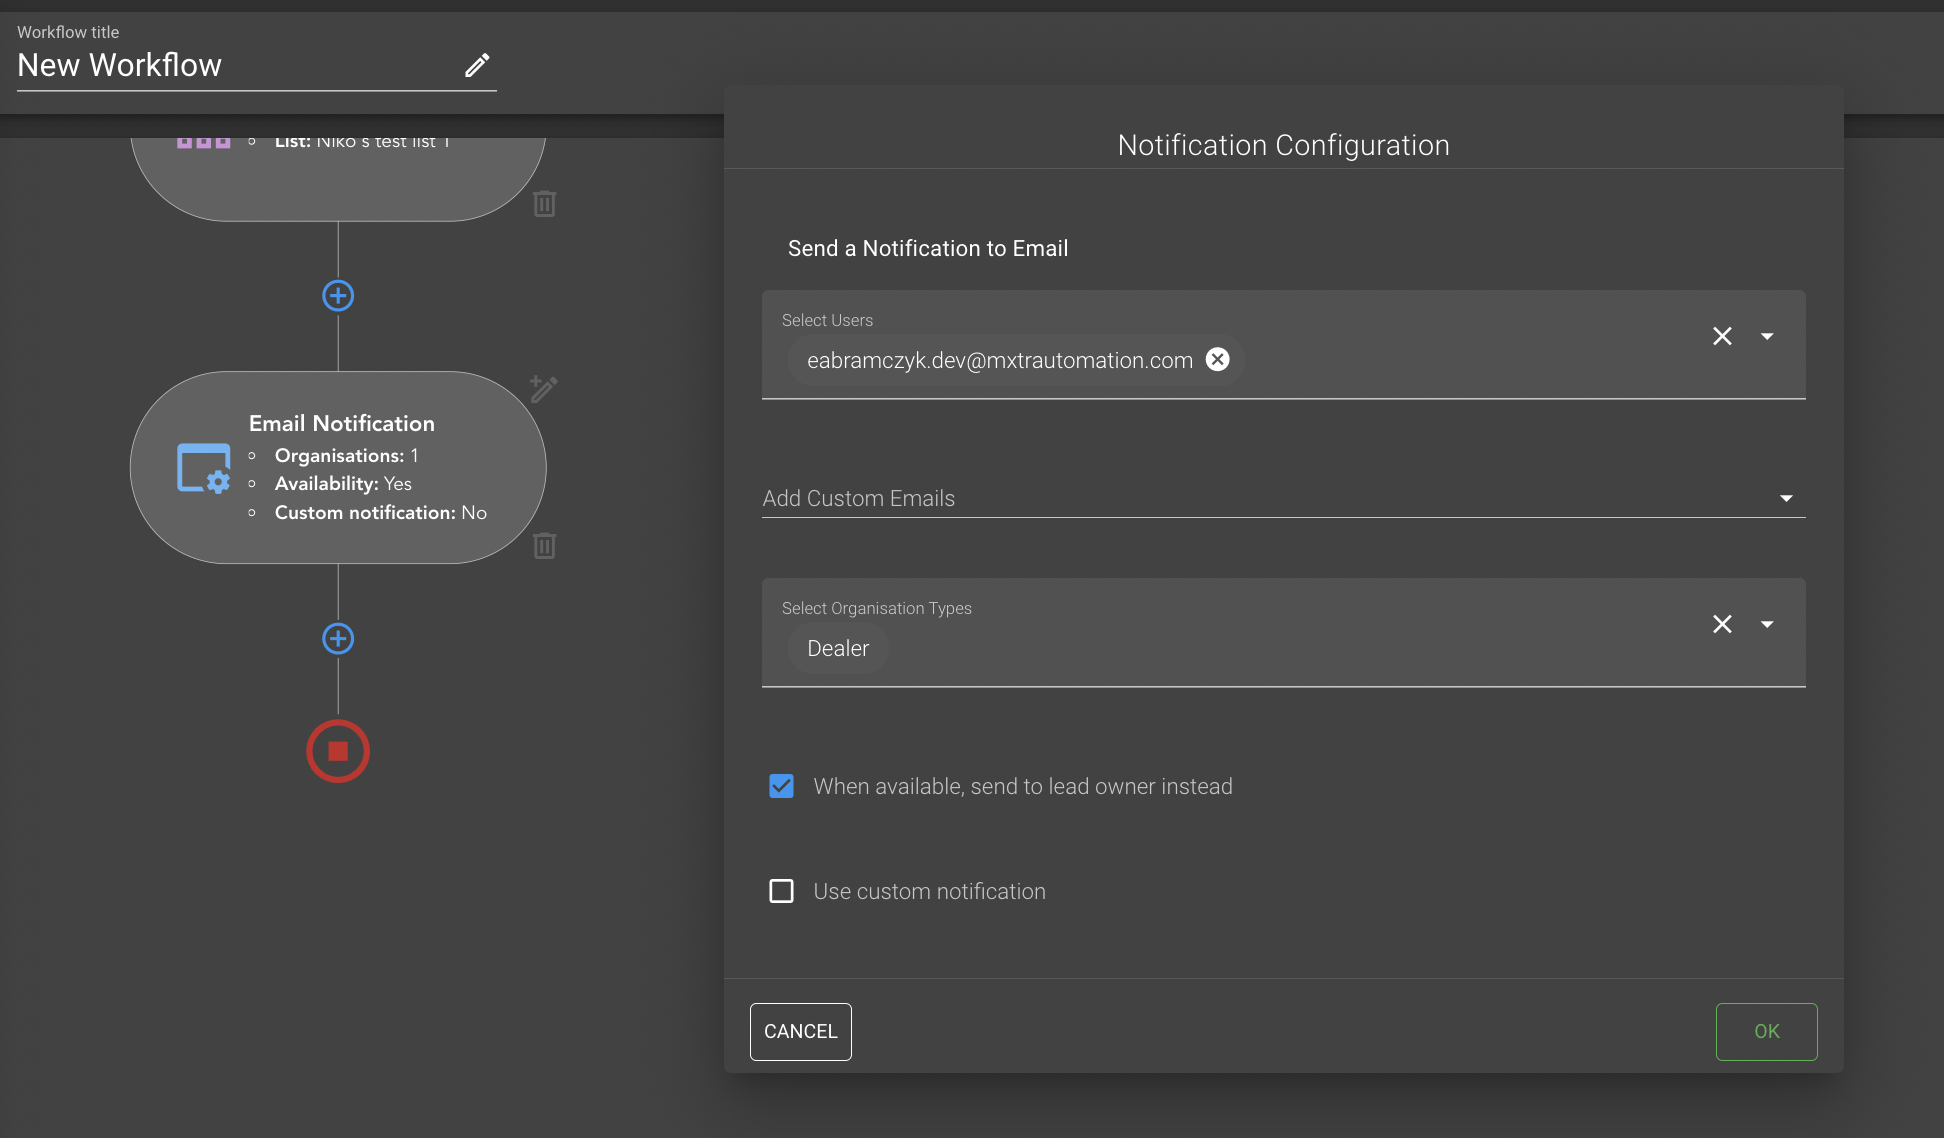 Workflow title
New Workflow
List: Niko's test list 1
Email Notification
Organisations: 1
Availability: Yes
Custom notification: No
Notification Configuration
Send a Notification to Email
Select Users
eabramczyk.dev@mxtrautomation.com
Add Custom Emails
Select Organisation Types
Dealer
When available, send to lead owner instead
Use custom notification
CANCEL
OK